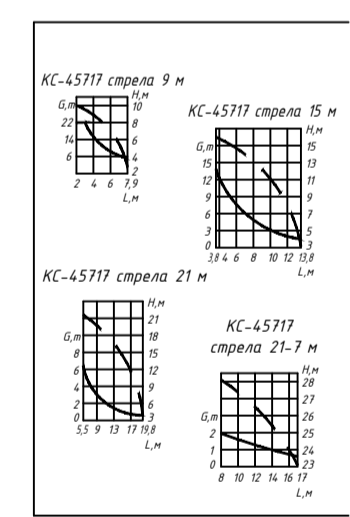 КС-45717 стрела 9 м
Н,м
G,т 10
22 8
14 6
6 4
2
2 4 6 7,9
L,м
КС-45717 стрела 15 м
Н,м
G,т 15
15 13
12 11
9 9
6 7
3 5
0 3
3,8 4 6 8 10 12 13,8
L,м
КС-45717 стрела 21 м
Н,м
21
G,т 18
8 15
6 12
4 9
2 6
0 3
5,5 9 13 17 19,8
L,м
КС-45717
стрела 21-7 м
Н,м
28
27
G,т 26
2 25
1 24
0 23
8 10 12 14 16 17
L,м